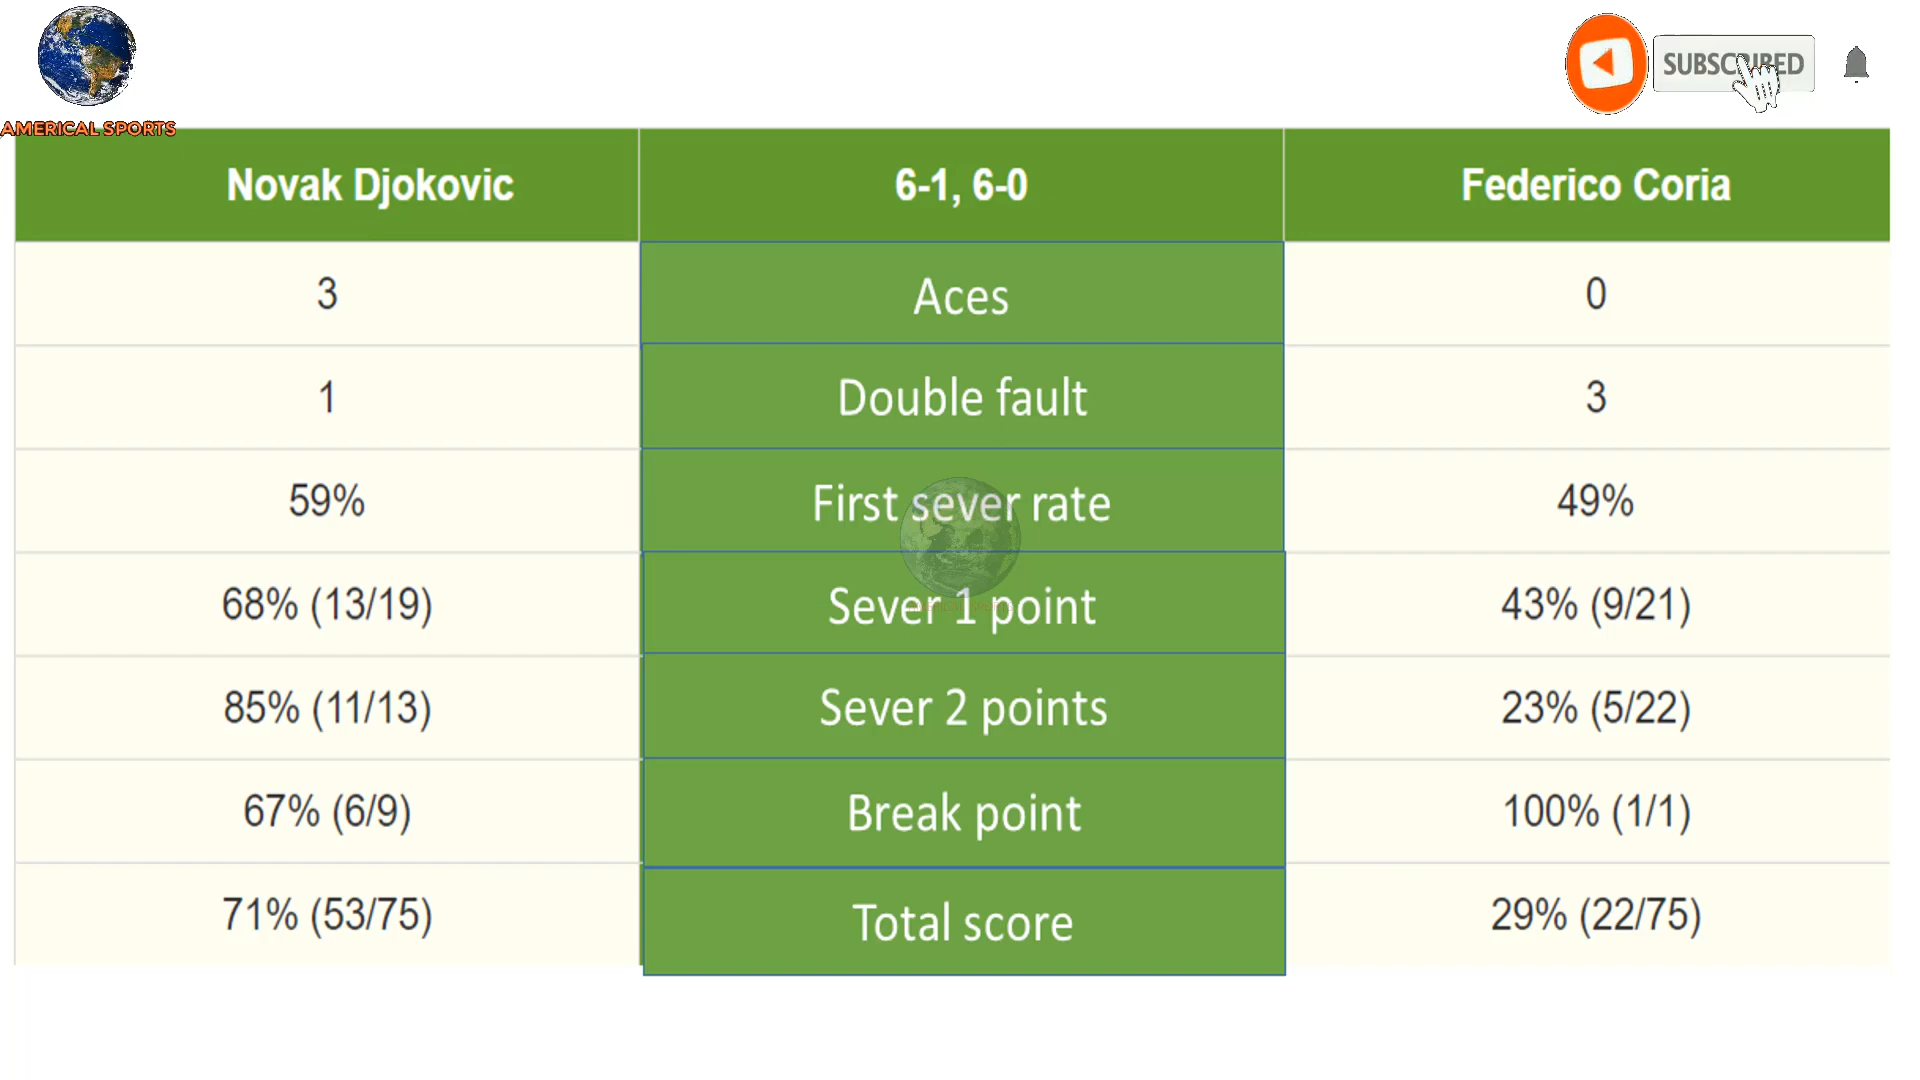 SUBSCRIBED
AMERICAL SPORTS
Novak Djokovic 6-1, 6-0 Federico Coria
3 Aces 0
1 Double fault 3
59% First sever rate 49%
68% (13/19) Sever 1 point 43% (9/21)
85% (11/13) Sever 2 points 23% (5/22)
67% (6/9) Break point 100% (1/1)
71% (53/75) Total score 29% (22/75)